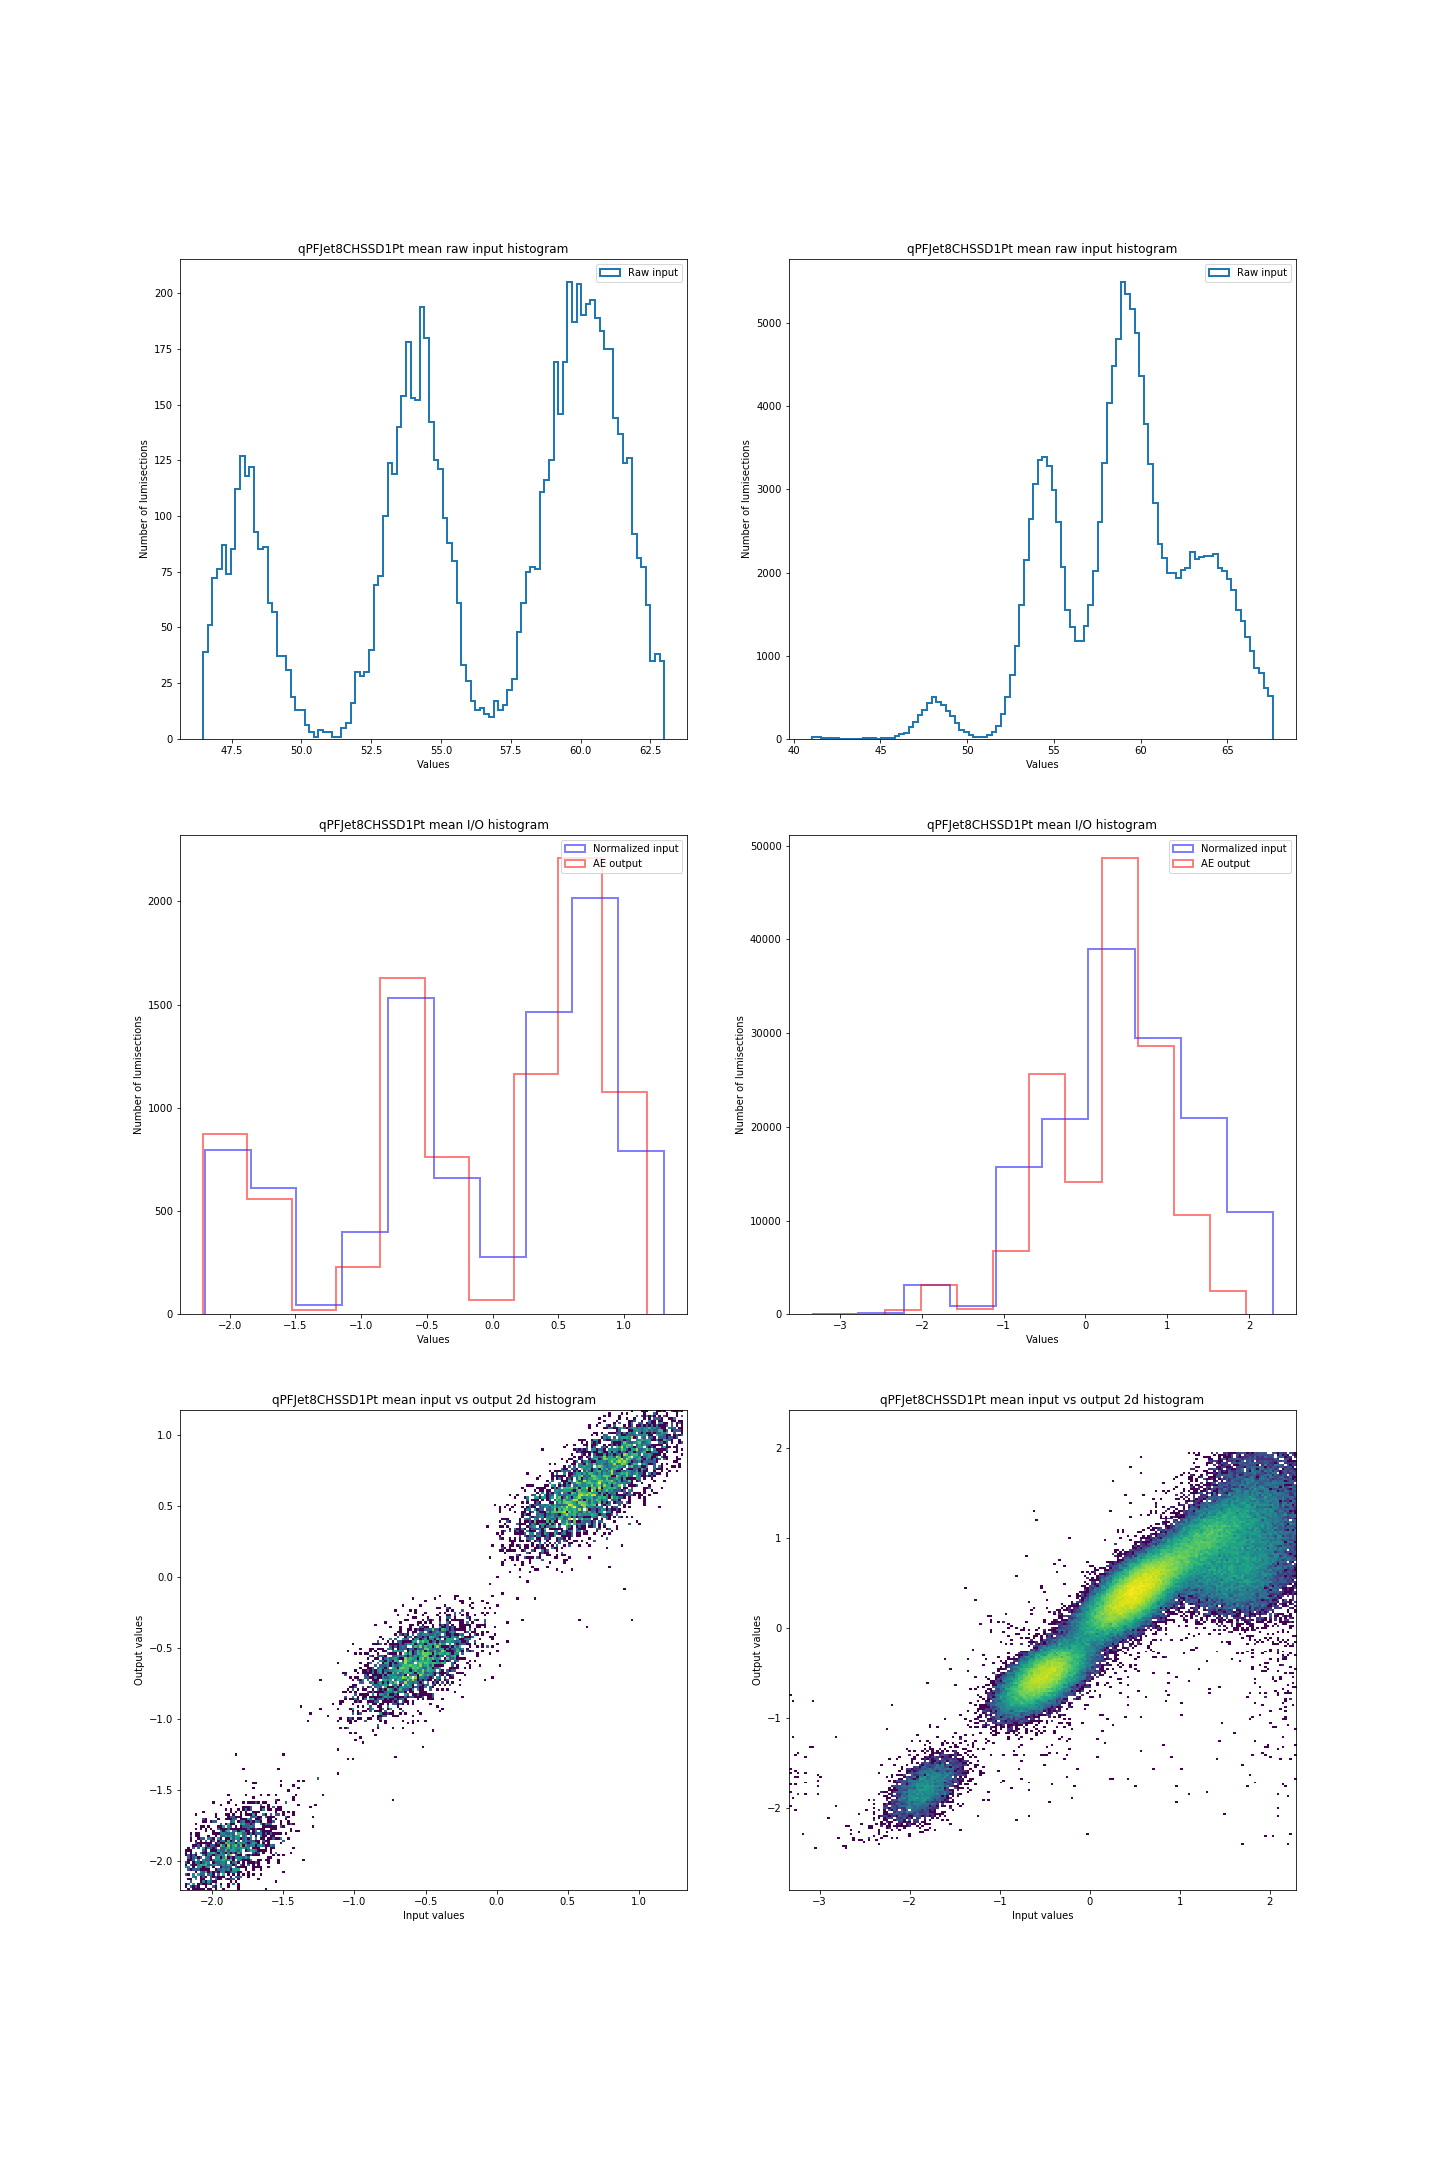 qPFJet8CHSSD1Pt mean raw input histogram
Raw input
200
175
150
125
100
75
50
25
0
Number of lumisections
47.5 50.0 52.5 55.0 57.5 60.0 62.5
Values
qPFJet8CHSSD1Pt mean raw input histogram
Raw input
5000
4000
3000
2000
1000
0
Number of lumisections
40 45 50 55 60 65
Values
qPFJet8CHSSD1Pt mean I/O histogram
Normalized input
AE output
2000
1500
1000
500
0
Number of lumisections
−2.0 −1.5 −1.0 −0.5 0.0 0.5 1.0
Values
qPFJet8CHSSD1Pt mean I/O histogram
Normalized input
AE output
50000
40000
30000
20000
10000
0
Number of lumisections
−3 −2 −1 0 1 2
Values
qPFJet8CHSSD1Pt mean input vs output 2d histogram
1.0
0.5
0.0
−0.5
−1.0
−1.5
−2.0
Output values
−2.0 −1.5 −1.0 −0.5 0.0 0.5 1.0
Input values
qPFJet8CHSSD1Pt mean input vs output 2d histogram
2
1
0
−1
−2
Output values
−3 −2 −1 0 1 2
Input values